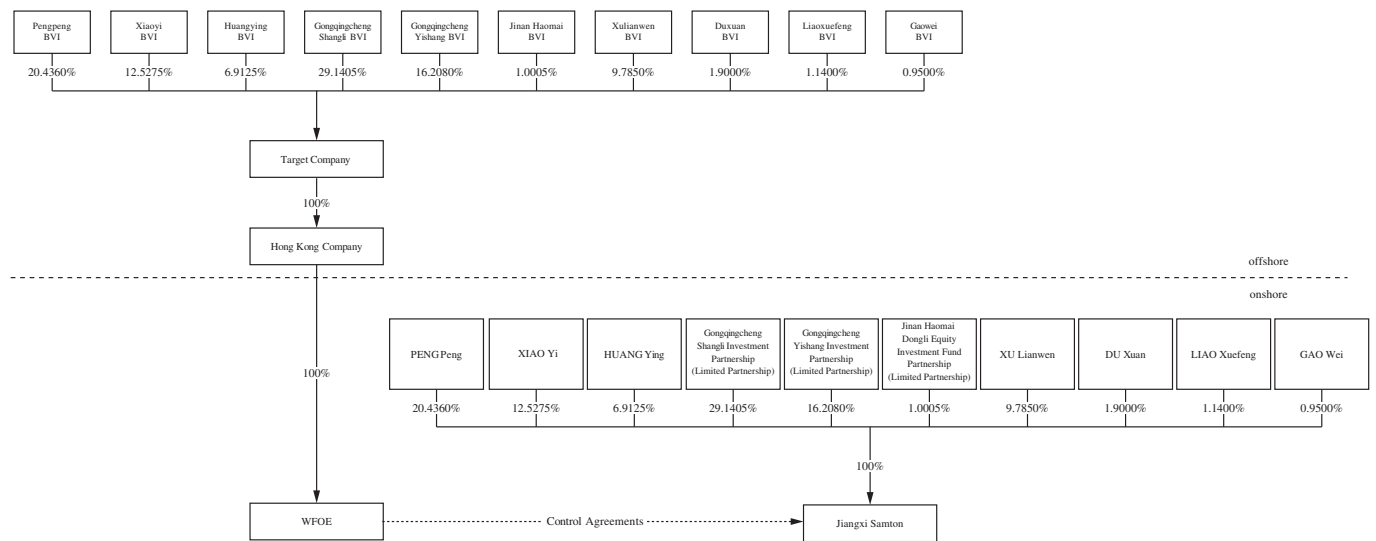 Pengpeng
BVI
Xiaoyi
BVI
Huangying
BVI
Gongqingcheng
Shangli BVI
Gongqingcheng
Yishang BVI
Jinan Haomai
BVI
Xulianwen
BVI
Duxuan
BVI
Liaoxuefeng
BVI
Gaowei
BVI
20.4360%
12.5275%
6.9125%
29.1405%
16.2080%
1.0005%
9.7850%
1.9000%
1.1400%
0.9500%
Target Company
100%
Hong Kong Company
offshore
onshore
PENG Peng
XIAO Yi
HUANG Ying
Gongqingcheng
Shangli Investment
Partnership
(Limited Partnership)
Gongqingcheng
Yishang Investment
Partnership
(Limited Partnership)
Jinan Haomai
Dongli Equity
Investment Fund
Partnership
(Limited Partnership)
XU Lianwen
DU Xuan
LIAO Xuefeng
GAO Wei
100%
20.4360%
12.5275%
6.9125%
29.1405%
16.2080%
1.0005%
9.7850%
1.9000%
1.1400%
0.9500%
100%
WFOE
Control Agreements
Jiangxi Samton